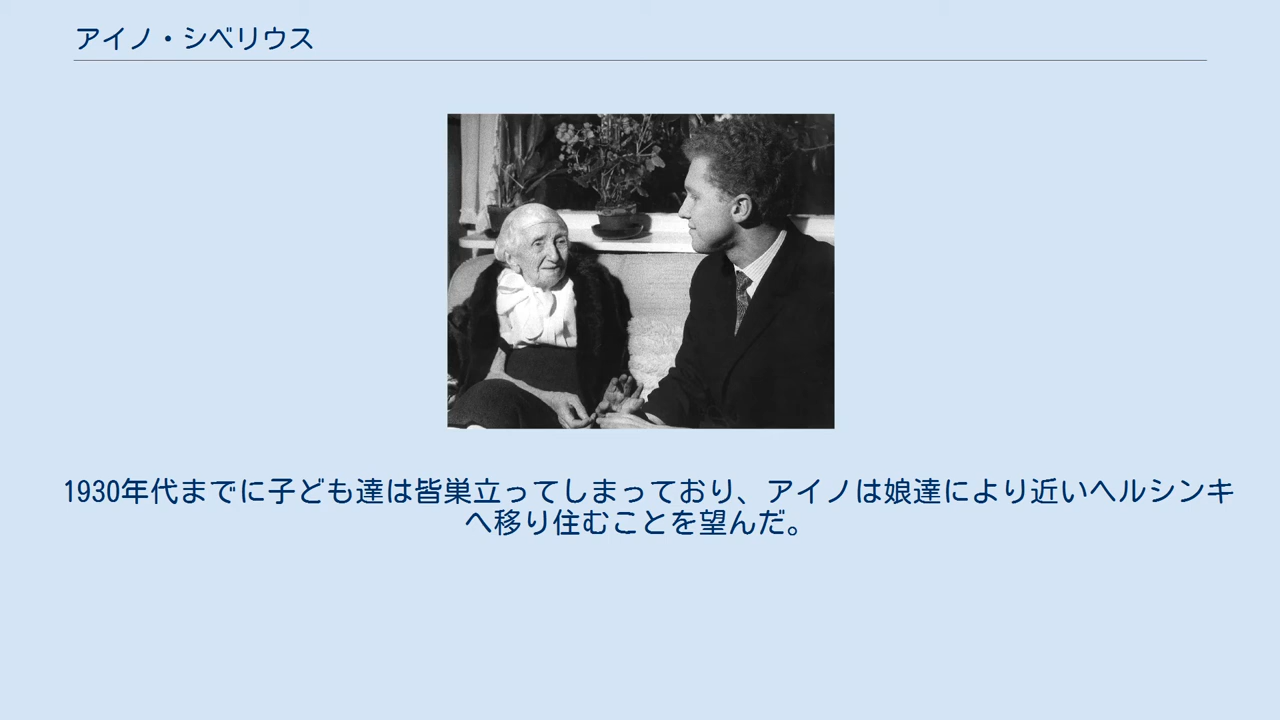 アイノ・シベリウス
1930年代までに子ども達は皆巣立ってしまっており、アイノは娘達により近いヘルシンキ
へ移り住むことを望んだ。